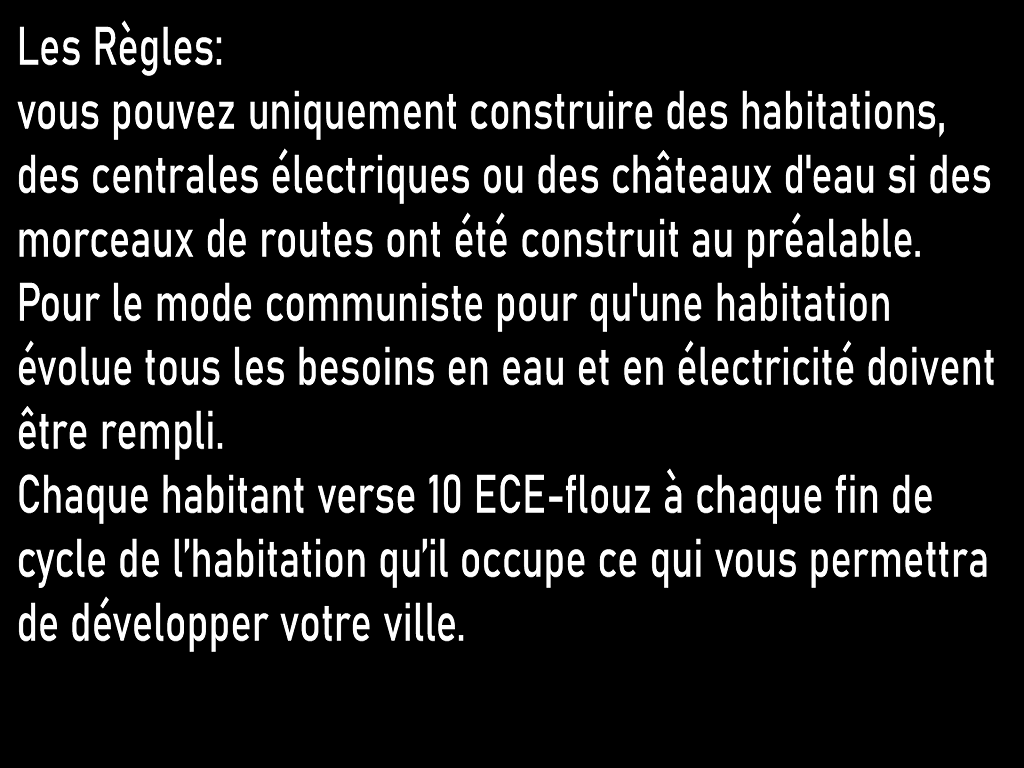 Les Règles:
vous pouvez uniquement construire des habitations,
des centrales électriques ou des châteaux d'eau si des
morceaux de routes ont été construit au préalable.
Pour le mode communiste pour qu'une habitation
évolue tous les besoins en eau et en électricité doivent
être rempli.
Chaque habitant verse 10 ECE-flouz à chaque fin de
cycle de l’habitation qu’il occupe ce qui vous permettra
de développer votre ville.